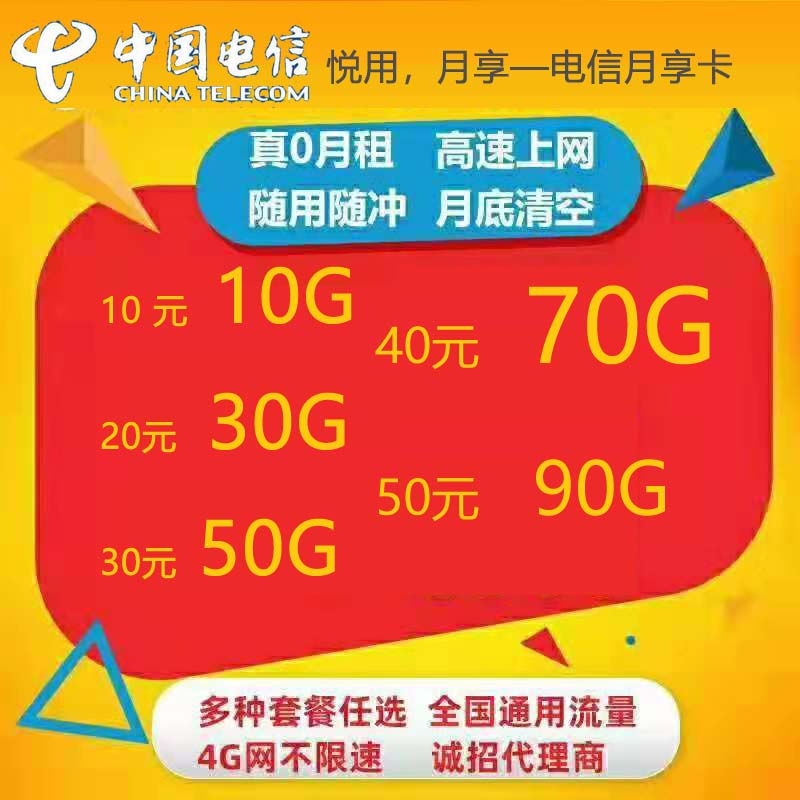 中国电信
CHINA TELECOM
悦用，月享—电信月享卡
真0月租 高速上网
随用随冲 月底清空
10 元 10G
40元 70G
20元 30G
50元 90G
30元 50G
多种套餐任选 全国通用流量
4G网不限速 诚招代理商